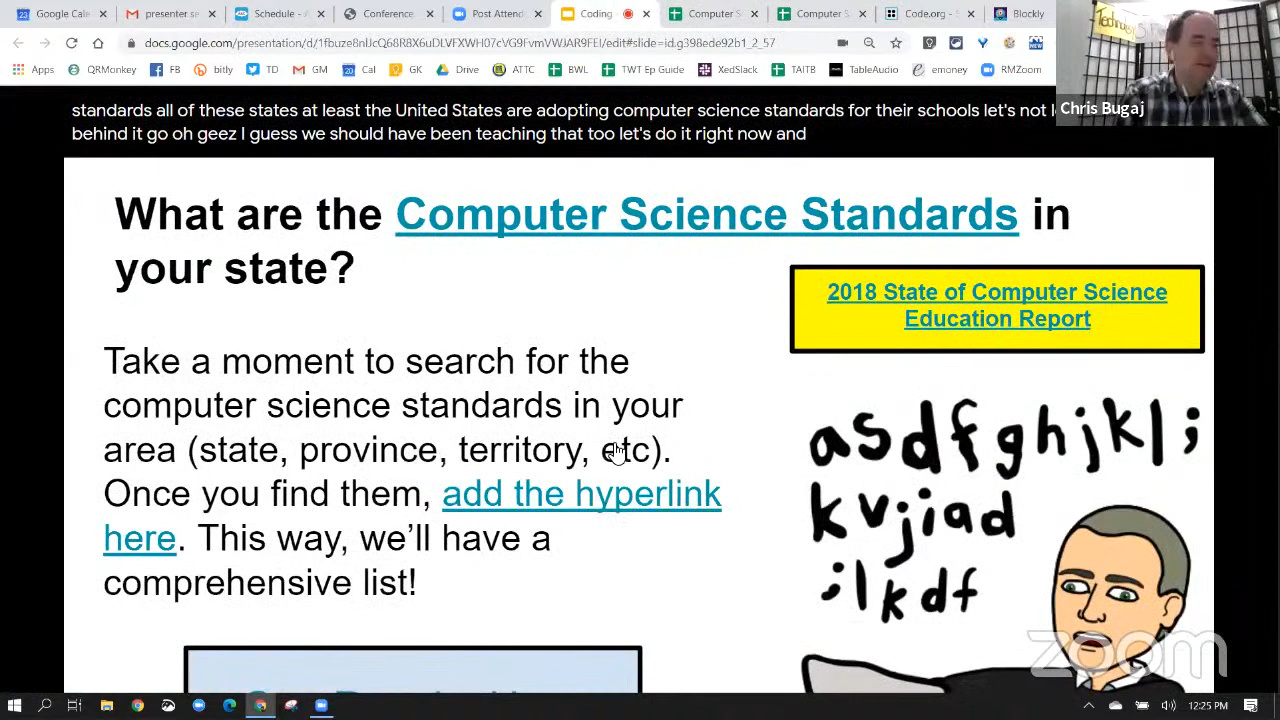 Google Cale
presenter se
Schedule - A
Conference
Post Attend
Coding
Computer S
Computer S
Code.org - S
Blockly
docs.google.com/presentation/d/
/edit#slide=id.g398ede92b1_2_57
Apps
QRMonkey
FB
bitly
TD
GM
Cal
GK
Drive
ATTC
BWL
TWT Ep Guide
XedSlack
TAITB
TableAudio
emoney
RMZoom
Technology
Chris Bugaj
standards all of these states at least the United States are adopting computer science standards for their schools let's not
behind it go oh geez I guess we should have been teaching that too let's do it right now and
What are the Computer Science Standards in
your state?
2018 State of Computer Science
Education Report
Take a moment to search for the
computer science standards in your
area (state, province, territory, etc).
Once you find them, add the hyperlink
here. This way, we'll have a
comprehensive list!
asdfghjkl;
kvjiad
;lkdf
zoom
12:25 PM